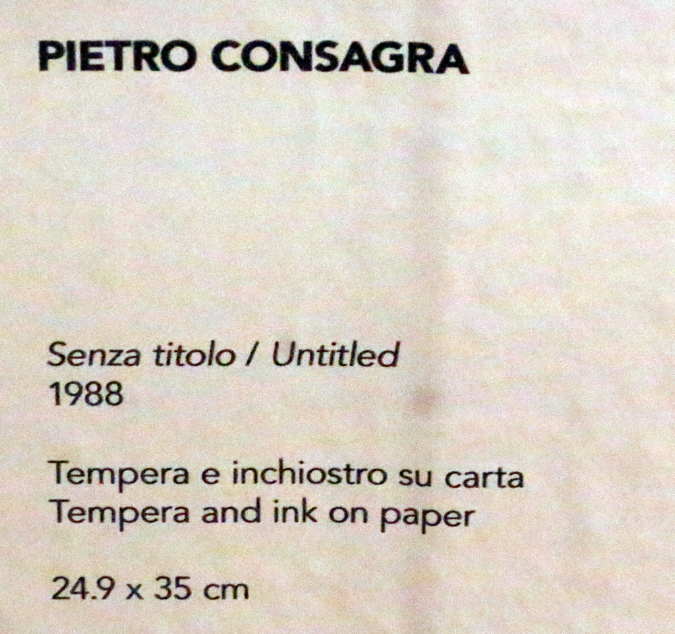 PIETRO CONSAGRA
Senza titolo / Untitled
1988
Tempera e inchiostro su carta
Tempera and ink on paper
24.9 x 35 cm